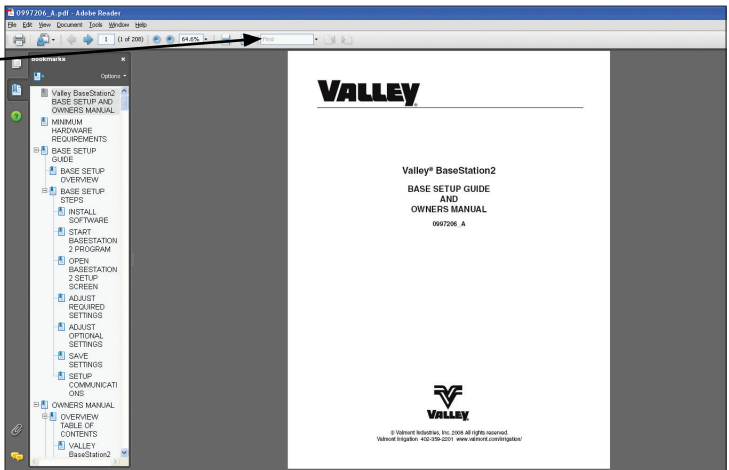 0997206_A.pdf - Adobe Reader
File Edit View Document Tools Window Help
1 (1 of 208) 64.6% Find
Bookmarks x
Options
Valley BaseStation2
BASE SETUP AND
OWNERS MANUAL
MINIMUM
HARDWARE
REQUIREMENTS
BASE SETUP
GUIDE
BASE SETUP
OVERVIEW
BASE SETUP
STEPS
INSTALL
SOFTWARE
START
BASESTATION
2 PROGRAM
OPEN
BASESTATION
2 SETUP
SCREEN
ADJUST
REQUIRED
SETTINGS
ADJUST
OPTIONAL
SETTINGS
SAVE
SETTINGS
SETUP
COMMUNICATI
ONS
OWNERS MANUAL
OVERVIEW
TABLE OF
CONTENTS
VALLEY
BaseStation2
VALLEY®
Valley® BaseStation2
BASE SETUP GUIDE
AND
OWNERS MANUAL
0997206_A
VALLEY®
© Valmont Industries, Inc. 2008 All rights reserved.
Valmont Irrigation 402-359-2201 www.valmont.com/irrigation/